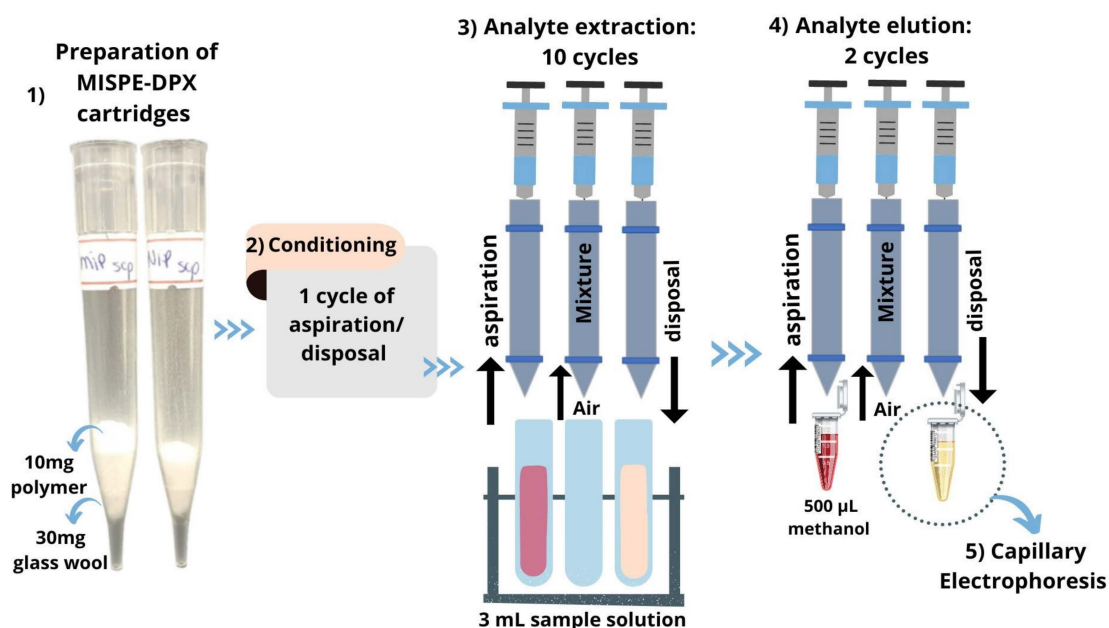 1)
Preparation of
MISPE-DPX
cartridges
MiP scp
NiP scp
10mg
polymer
30mg
glass wool
2) Conditioning
1 cycle of
aspiration/
disposal
3) Analyte extraction:
10 cycles
aspiration
Mixture
disposal
Air
3 mL sample solution
4) Analyte elution:
2 cycles
aspiration
Mixture
disposal
Air
500 µL
methanol
5) Capillary
Electrophoresis